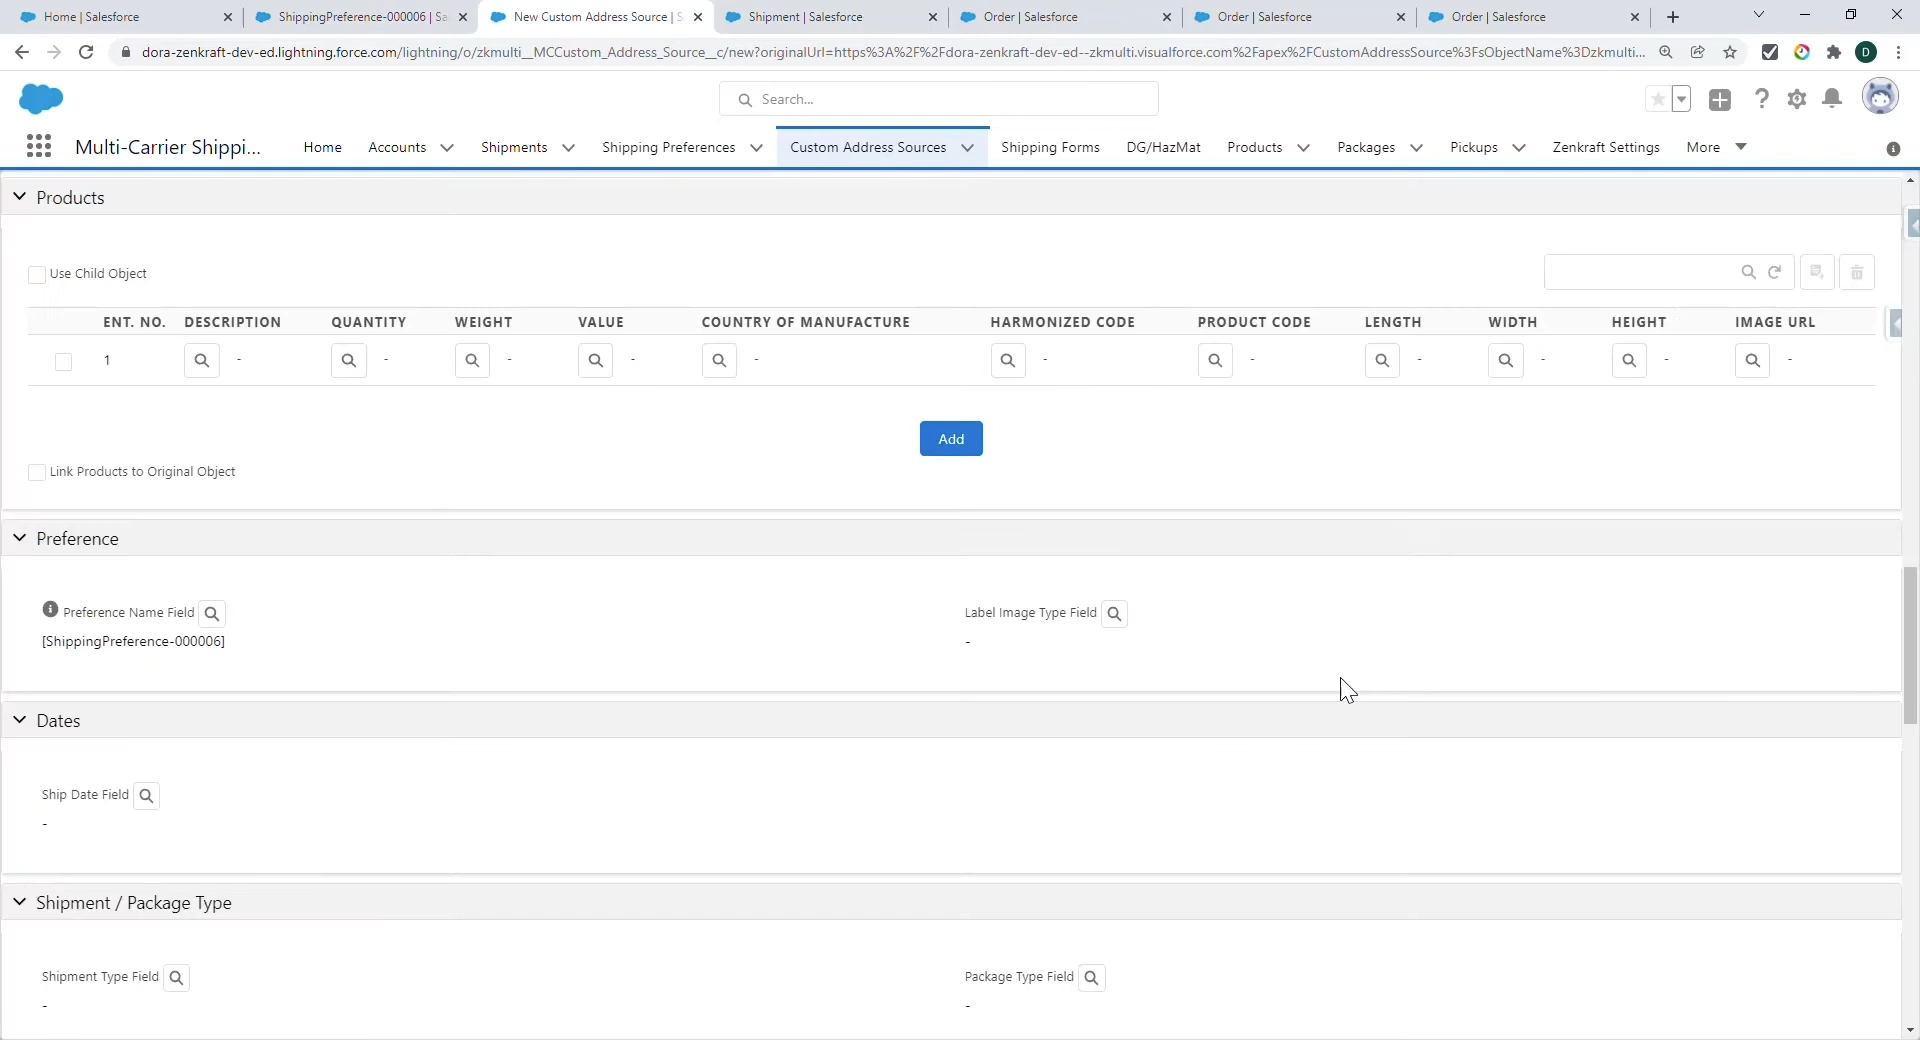 Home | Salesforce
ShippingPreference-000006 | Sa
New Custom Address Source | S
Shipment | Salesforce
Order | Salesforce
Order | Salesforce
Order | Salesforce
dora-zenkraft-dev-ed.lightning.force.com/lightning/o/zkmulti__MCCustom_Address_Source__c/new?originalUrl=https%3A%2F%2Fdora-zenkraft-dev-ed--zkmulti.visualforce.com%2Fapex%2FCustomAddressSource%3FsObjectName%3Dzkmulti...
D
Search...
Multi-Carrier Shippi...
Home
Accounts
Shipments
Shipping Preferences
Custom Address Sources
Shipping Forms
DG/HazMat
Products
Packages
Pickups
Zenkraft Settings
More
Products
Use Child Object
ENT. NO. DESCRIPTION QUANTITY WEIGHT VALUE COUNTRY OF MANUFACTURE HARMONIZED CODE PRODUCT CODE LENGTH WIDTH HEIGHT IMAGE URL
1 - - - - - - - - - - -
Add
Link Products to Original Object
Preference
Preference Name Field
Label Image Type Field
[ShippingPreference-000006]
-
Dates
Ship Date Field
-
Shipment / Package Type
Shipment Type Field
Package Type Field
-
-